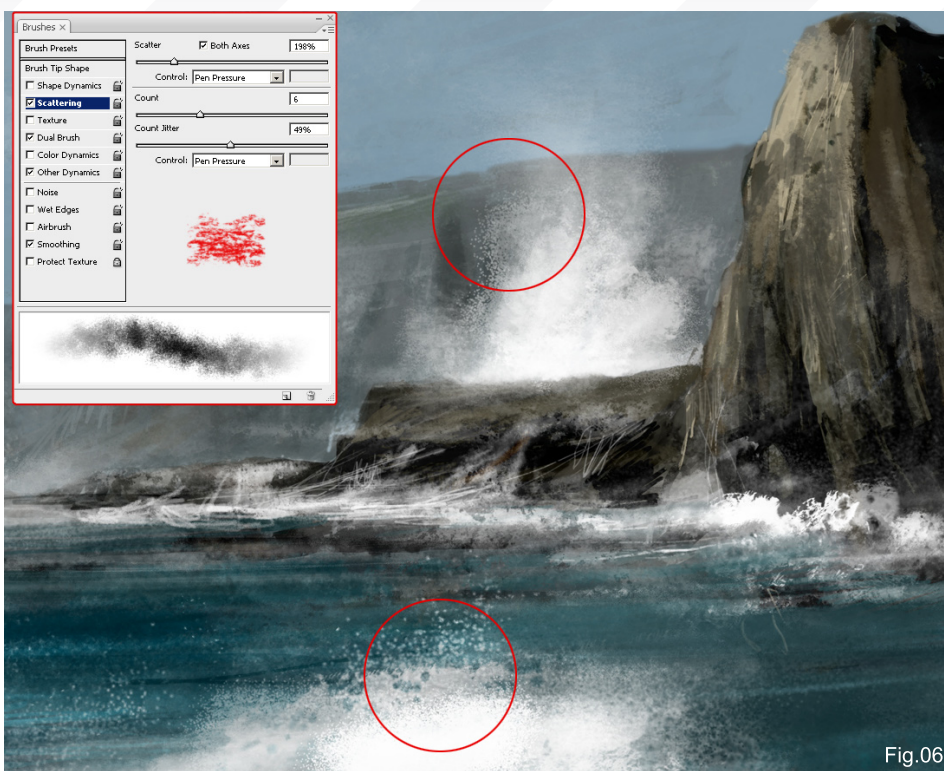 Brushes ×
Brush Presets
Brush Tip Shape
Shape Dynamics
Scattering
Texture
Dual Brush
Color Dynamics
Other Dynamics
Noise
Wet Edges
Airbrush
Smoothing
Protect Texture
Scatter Both Axes 198%
Control: Pen Pressure
Count 6
Count Jitter 49%
Control: Pen Pressure
Fig.06